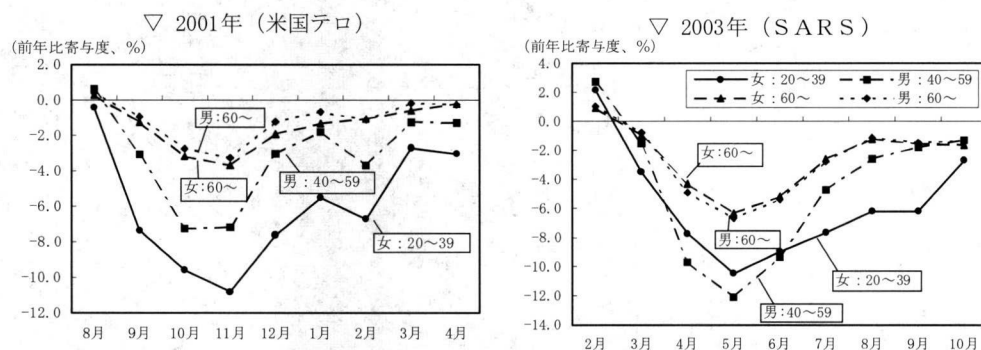 ▽ 2001年（米国テロ）
(前年比寄与度、%)
2.0
0.0
-2.0
-4.0
-6.0
-8.0
-10.0
-12.0
男:60～
女:60～
男：40～59
女：20～39
8月 9月 10月 11月 12月 1月 2月 3月 4月
▽ 2003年（ＳＡＲＳ）
(前年比寄与度、%)
4.0
2.0
0.0
-2.0
-4.0
-6.0
-8.0
-10.0
-12.0
-14.0
女：20～39
男：40～59
女：60～
男：60～
女:60～
男:60～
女：20～39
男:40～59
2月 3月 4月 5月 6月 7月 8月 9月 10月